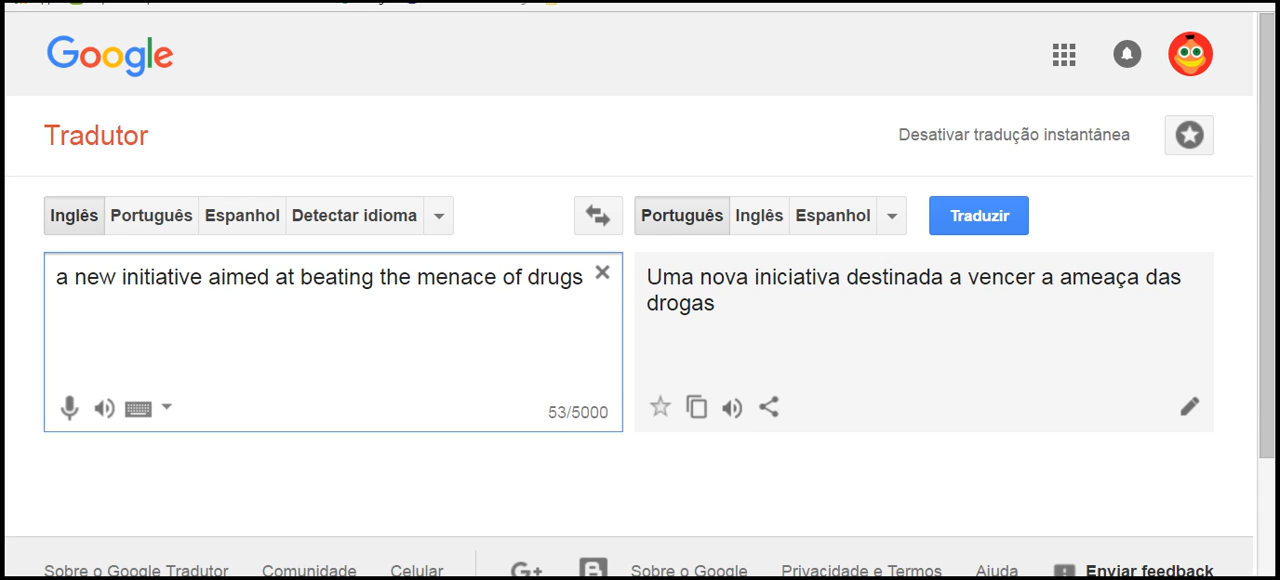 Google
Tradutor
Desativar tradução instantânea
Inglês Português Espanhol Detectar idioma
Português Inglês Espanhol
Traduzir
a new initiative aimed at beating the menace of drugs
53/5000
Uma nova iniciativa destinada a vencer a ameaça das
drogas
Sobre o Google Tradutor Comunidade Celular G+ Sobre o Google Privacidade e Termos Ajuda Enviar feedback